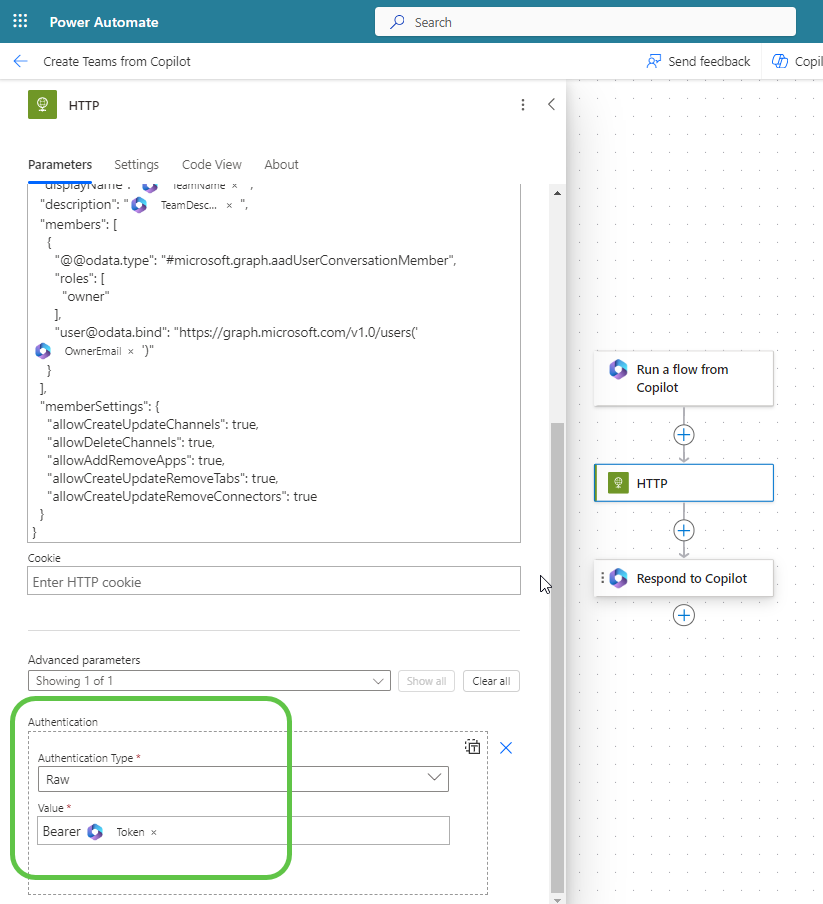 Power Automate
Search
Create Teams from Copilot
Send feedback
Copil
HTTP
Parameters
Settings
Code View
About
"displayName": " TeamName × ",
"description": " TeamDesc... × ",
"members": [
{
"@@odata.type": "#microsoft.graph.aadUserConversationMember",
"roles": [
"owner"
],
"user@odata.bind": "https://graph.microsoft.com/v1.0/users('
OwnerEmail × ')"
}
],
"memberSettings": {
"allowCreateUpdateChannels": true,
"allowDeleteChannels": true,
"allowAddRemoveApps": true,
"allowCreateUpdateRemoveTabs": true,
"allowCreateUpdateRemoveConnectors": true
}
}
Cookie
Enter HTTP cookie
Advanced parameters
Showing 1 of 1
Show all
Clear all
Authentication
Authentication Type *
Raw
Value *
Bearer Token ×
Run a flow from
Copilot
HTTP
Respond to Copilot